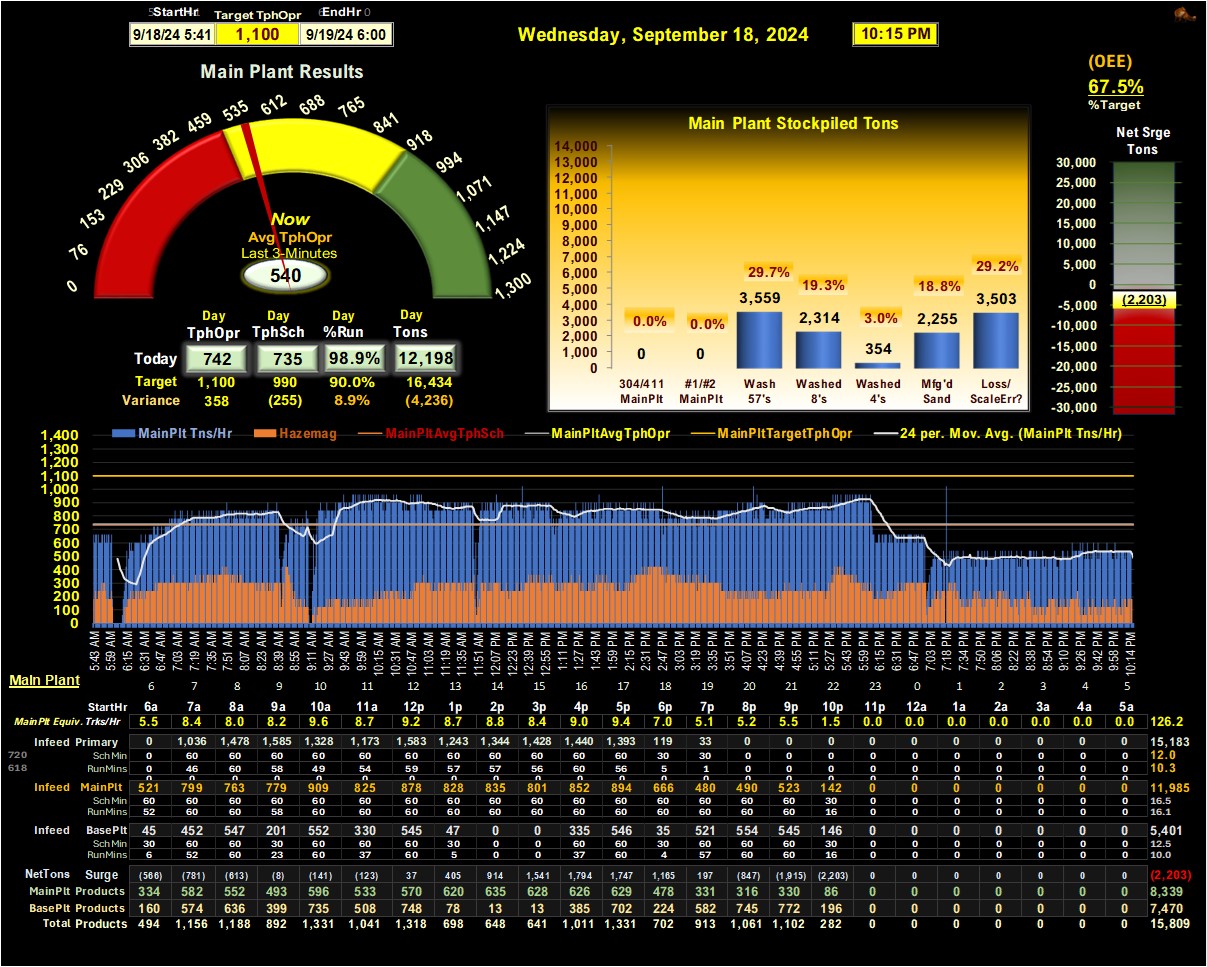 StartHr Target TphOpr EndHr
9/18/24 5:41 1,100 9/19/24 6:00
Wednesday, September 18, 2024 10:15 PM
(OEE)
67.5%
%Target
Main Plant Results
0 76 153 229 306 382 459 535 612 688 765 841 918 994 1,071 1,147 1,224 1,300
Now
Avg TphOpr
Last 3-Minutes
540
Day Day Day Day
TphOpr TphSch %Run Tons
Today 742 735 98.9% 12,198
Target 1,100 990 90.0% 16,434
Variance 358 (255) 8.9% (4,236)
Main Plant Stockpiled Tons
14,000
13,000
12,000
11,000
10,000
9,000
8,000
7,000
6,000
5,000
4,000
3,000
2,000
1,000
0
0.0% 0.0% 29.7% 19.3% 3.0% 18.8% 29.2%
0 0 3,559 2,314 354 2,255 3,503
304/411 #1/#2 Wash Washed Washed Mfg'd Loss/
MainPlt MainPlt 57's 8's 4's Sand ScaleErr?
Net Srge
Tons
30,000
25,000
20,000
15,000
10,000
5,000
0
-5,000
-10,000
-15,000
-20,000
-25,000
-30,000
(2,203)
MainPlt Tns/Hr Hazemag MainPltAvgTphSch MainPltAvgTphOpr MainPltTargetTphOpr 24 per. Mov. Avg. (MainPlt Tns/Hr)
1,400
1,300
1,200
1,100
1,000
900
800
700
600
500
400
300
200
100
0
5:43 AM 5:59 AM 6:15 AM 6:31 AM 6:47 AM 7:03 AM 7:19 AM 7:35 AM 7:51 AM 8:07 AM 8:23 AM 8:39 AM 8:55 AM 9:11 AM 9:27 AM 9:43 AM 9:59 AM 10:15 AM 10:31 AM 10:47 AM 11:03 AM 11:19 AM 11:35 AM 11:51 AM 12:07 PM 12:23 PM 12:39 PM 12:55 PM 1:11 PM 1:27 PM 1:43 PM 1:59 PM 2:15 PM 2:31 PM 2:47 PM 3:03 PM 3:19 PM 3:35 PM 3:51 PM 4:07 PM 4:23 PM 4:39 PM 4:55 PM 5:11 PM 5:27 PM 5:43 PM 5:59 PM 6:15 PM 6:31 PM 6:47 PM 7:03 PM 7:18 PM 7:34 PM 7:50 PM 8:06 PM 8:22 PM 8:38 PM 8:54 PM 9:10 PM 9:26 PM 9:42 PM 9:58 PM 10:14 PM
Main Plant
6 7 8 9 10 11 12 13 14 15 16 17 18 19 20 21 22 23 0 1 2 3 4 5
StartHr 6a 7a 8a 9a 10a 11a 12p 1p 2p 3p 4p 5p 6p 7p 8p 9p 10p 11p 12a 1a 2a 3a 4a 5a
MainPlt Equiv. Trks/Hr 5.5 8.4 8.0 8.2 9.6 8.7 9.2 8.7 8.8 8.4 9.0 9.4 7.0 5.1 5.2 5.5 1.5 0.0 0.0 0.0 0.0 0.0 0.0 0.0 126.2
Infeed Primary 0 1,036 1,478 1,585 1,328 1,173 1,583 1,243 1,344 1,428 1,440 1,393 119 33 0 0 0 0 0 0 0 0 0 0 15,183
720 SchMin 0 60 60 60 60 60 60 60 60 60 60 60 30 30 0 0 0 0 0 0 0 0 0 0 12.0
618 RunMins 0 46 60 58 49 54 59 57 57 56 60 56 5 1 0 0 0 0 0 0 0 0 0 0 10.3
0 0 0 0 0 0 0 0 0 0 0 0 0 0 0 0 0 0 0 0 0 0 0 0
Infeed MainPlt 521 799 763 779 909 825 878 828 835 801 852 894 666 480 490 523 142 0 0 0 0 0 0 0 11,985
SchMin 60 60 60 60 60 60 60 60 60 60 60 60 60 60 60 60 30 0 0 0 0 0 0 0 16.5
RunMins 52 60 60 58 60 60 60 60 60 60 60 60 60 60 60 60 16 0 0 0 0 0 0 0 16.1
Infeed BasePlt 45 452 547 201 552 330 545 47 0 0 335 546 35 521 554 545 146 0 0 0 0 0 0 0 5,401
SchMin 30 60 60 30 60 60 60 30 0 0 60 60 30 60 60 60 30 0 0 0 0 0 0 0 12.5
RunMins 6 52 60 23 60 37 60 5 0 0 37 60 4 57 60 60 16 0 0 0 0 0 0 0 10.0
NetTons Surge (566) (781) (613) (8) (141) (123) 37 405 914 1,541 1,794 1,747 1,165 197 (847) (1,915) (2,203) 0 0 0 0 0 0 0 (2,203)
MainPlt Products 334 582 552 493 596 533 570 620 635 628 626 629 478 331 316 330 86 0 0 0 0 0 0 0 8,339
BasePlt Products 160 574 636 399 735 508 748 78 13 13 385 702 224 582 745 772 196 0 0 0 0 0 0 0 7,470
Total Products 494 1,156 1,188 892 1,331 1,041 1,318 698 648 641 1,011 1,331 702 913 1,061 1,102 282 0 0 0 0 0 0 0 15,809